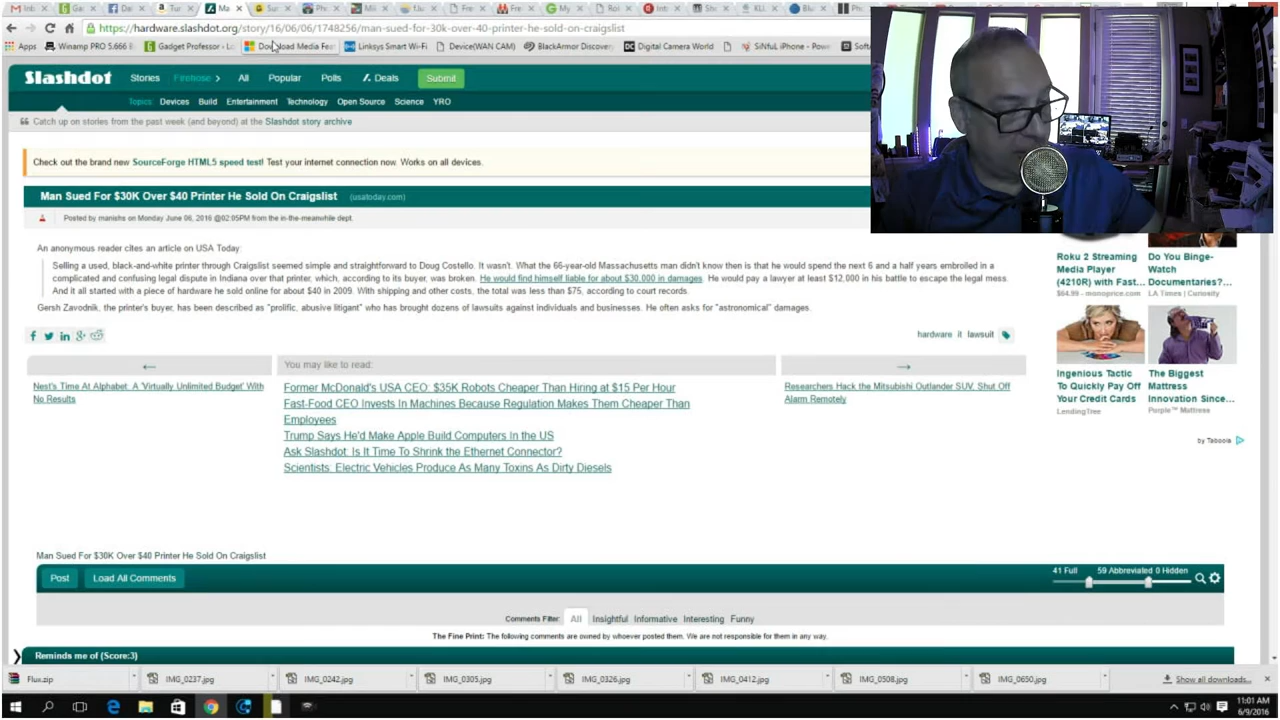 Inb
Gai
Dea
Tur
Ma
Sur
Phi
Mil
f.lu
Im
Fra
Gm
My
Roi
Inte
Kic
Blu
https://hardware.slashdot.org/story/16/06/06/1748256/man-sued-for-30k-over-40-printer-he-sold-on-craigslist
Apps
Winamp PRO 5.666 B
Gadget Professor - Lo
Download Media Fea
Linksys Smart Wi-Fi
Device(WAN CAM)
BlackArmor Discovery
Digital Camera World
SiNfuL iPhone - Pow
Soft
Slashdot
Stories
Firehose >
All
Popular
Polls
Deals
Submit
Topics: Devices Build Entertainment Technology Open Source Science YRO
Catch up on stories from the past week (and beyond) at the Slashdot story archive
Check out the brand new SourceForge HTML5 speed test! Test your internet connection now. Works on all devices.
Man Sued For $30K Over $40 Printer He Sold On Craigslist (usatoday.com)
Posted by manishs on Monday June 06, 2016 @02:05PM from the in-the-meanwhile dept.
An anonymous reader cites an article on USA Today:
Selling a used, black-and-white printer through Craigslist seemed simple and straightforward to Doug Costello. It wasn't. What the 66-year-old Massachusetts man didn't know then is that he would spend the next 6 and a half years embroiled in a
complicated and confusing legal dispute in Indiana over that printer, which, according to its buyer, was broken. He would find himself liable for about $30,000 in damages. He would pay a lawyer at least $12,000 in his battle to escape the legal mess.
And it all started with a piece of hardware he sold online for about $40 in 2009. With shipping and other costs, the total was less than $75, according to court records.
Gersh Zavodnik, the printer's buyer, has been described as "prolific, abusive litigant" who has brought dozens of lawsuits against individuals and businesses. He often asks for "astronomical" damages.
hardware it lawsuit
←
You may like to read:
→
Nest's Time At Alphabet: A 'Virtually Unlimited Budget' With
No Results
Former McDonald's USA CEO: $35K Robots Cheaper Than Hiring at $15 Per Hour
Fast-Food CEO Invests In Machines Because Regulation Makes Them Cheaper Than
Employees
Trump Says He'd Make Apple Build Computers In the US
Ask Slashdot: Is It Time To Shrink the Ethernet Connector?
Scientists: Electric Vehicles Produce As Many Toxins As Dirty Diesels
Researchers Hack the Mitsubishi Outlander SUV, Shut Off
Alarm Remotely
Roku 2 Streaming
Media Player
(4210R) with Fast…
$64.99 - monoprice.com
Do You Binge-
Watch
Documentaries?…
LA Times | Curiosity
Ingenious Tactic
To Quickly Pay Off
Your Credit Cards
LendingTree
The Biggest
Mattress
Innovation Since…
Purple™ Mattress
by Taboola
Man Sued For $30K Over $40 Printer He Sold On Craigslist
Post
Load All Comments
41 Full 59 Abbreviated 0 Hidden
Comments Filter: All Insightful Informative Interesting Funny
The Fine Print: The following comments are owned by whoever posted them. We are not responsible for them in any way.
Reminds me of (Score:3)
Flux.zip
IMG_0237.jpg
IMG_0242.jpg
IMG_0305.jpg
IMG_0326.jpg
IMG_0412.jpg
IMG_0508.jpg
IMG_0650.jpg
Show all downloads...
11:01 AM
6/9/2016